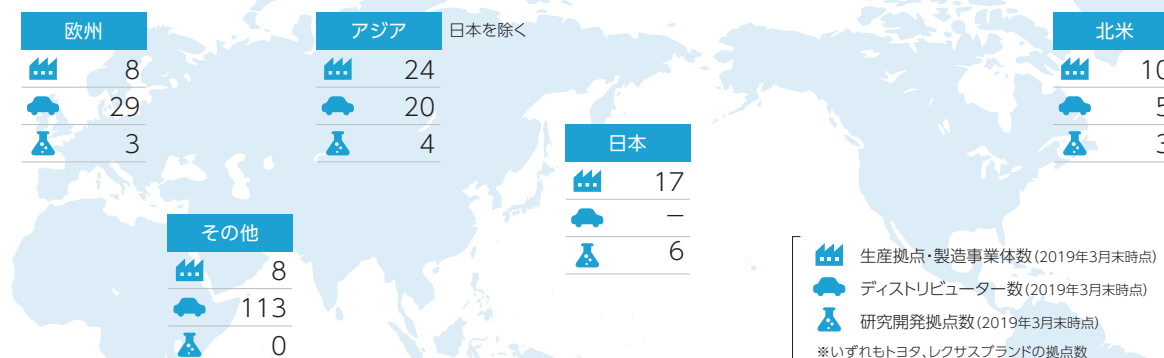 欧州
8
29
3
アジア 日本を除く
24
20
4
日本
17
－
6
北米
10
5
3
その他
8
113
0
生産拠点・製造事業体数(2019年3月末時点)
ディストリビューター数(2019年3月末時点)
研究開発拠点数(2019年3月末時点)
※いずれもトヨタ、レクサスブランドの拠点数